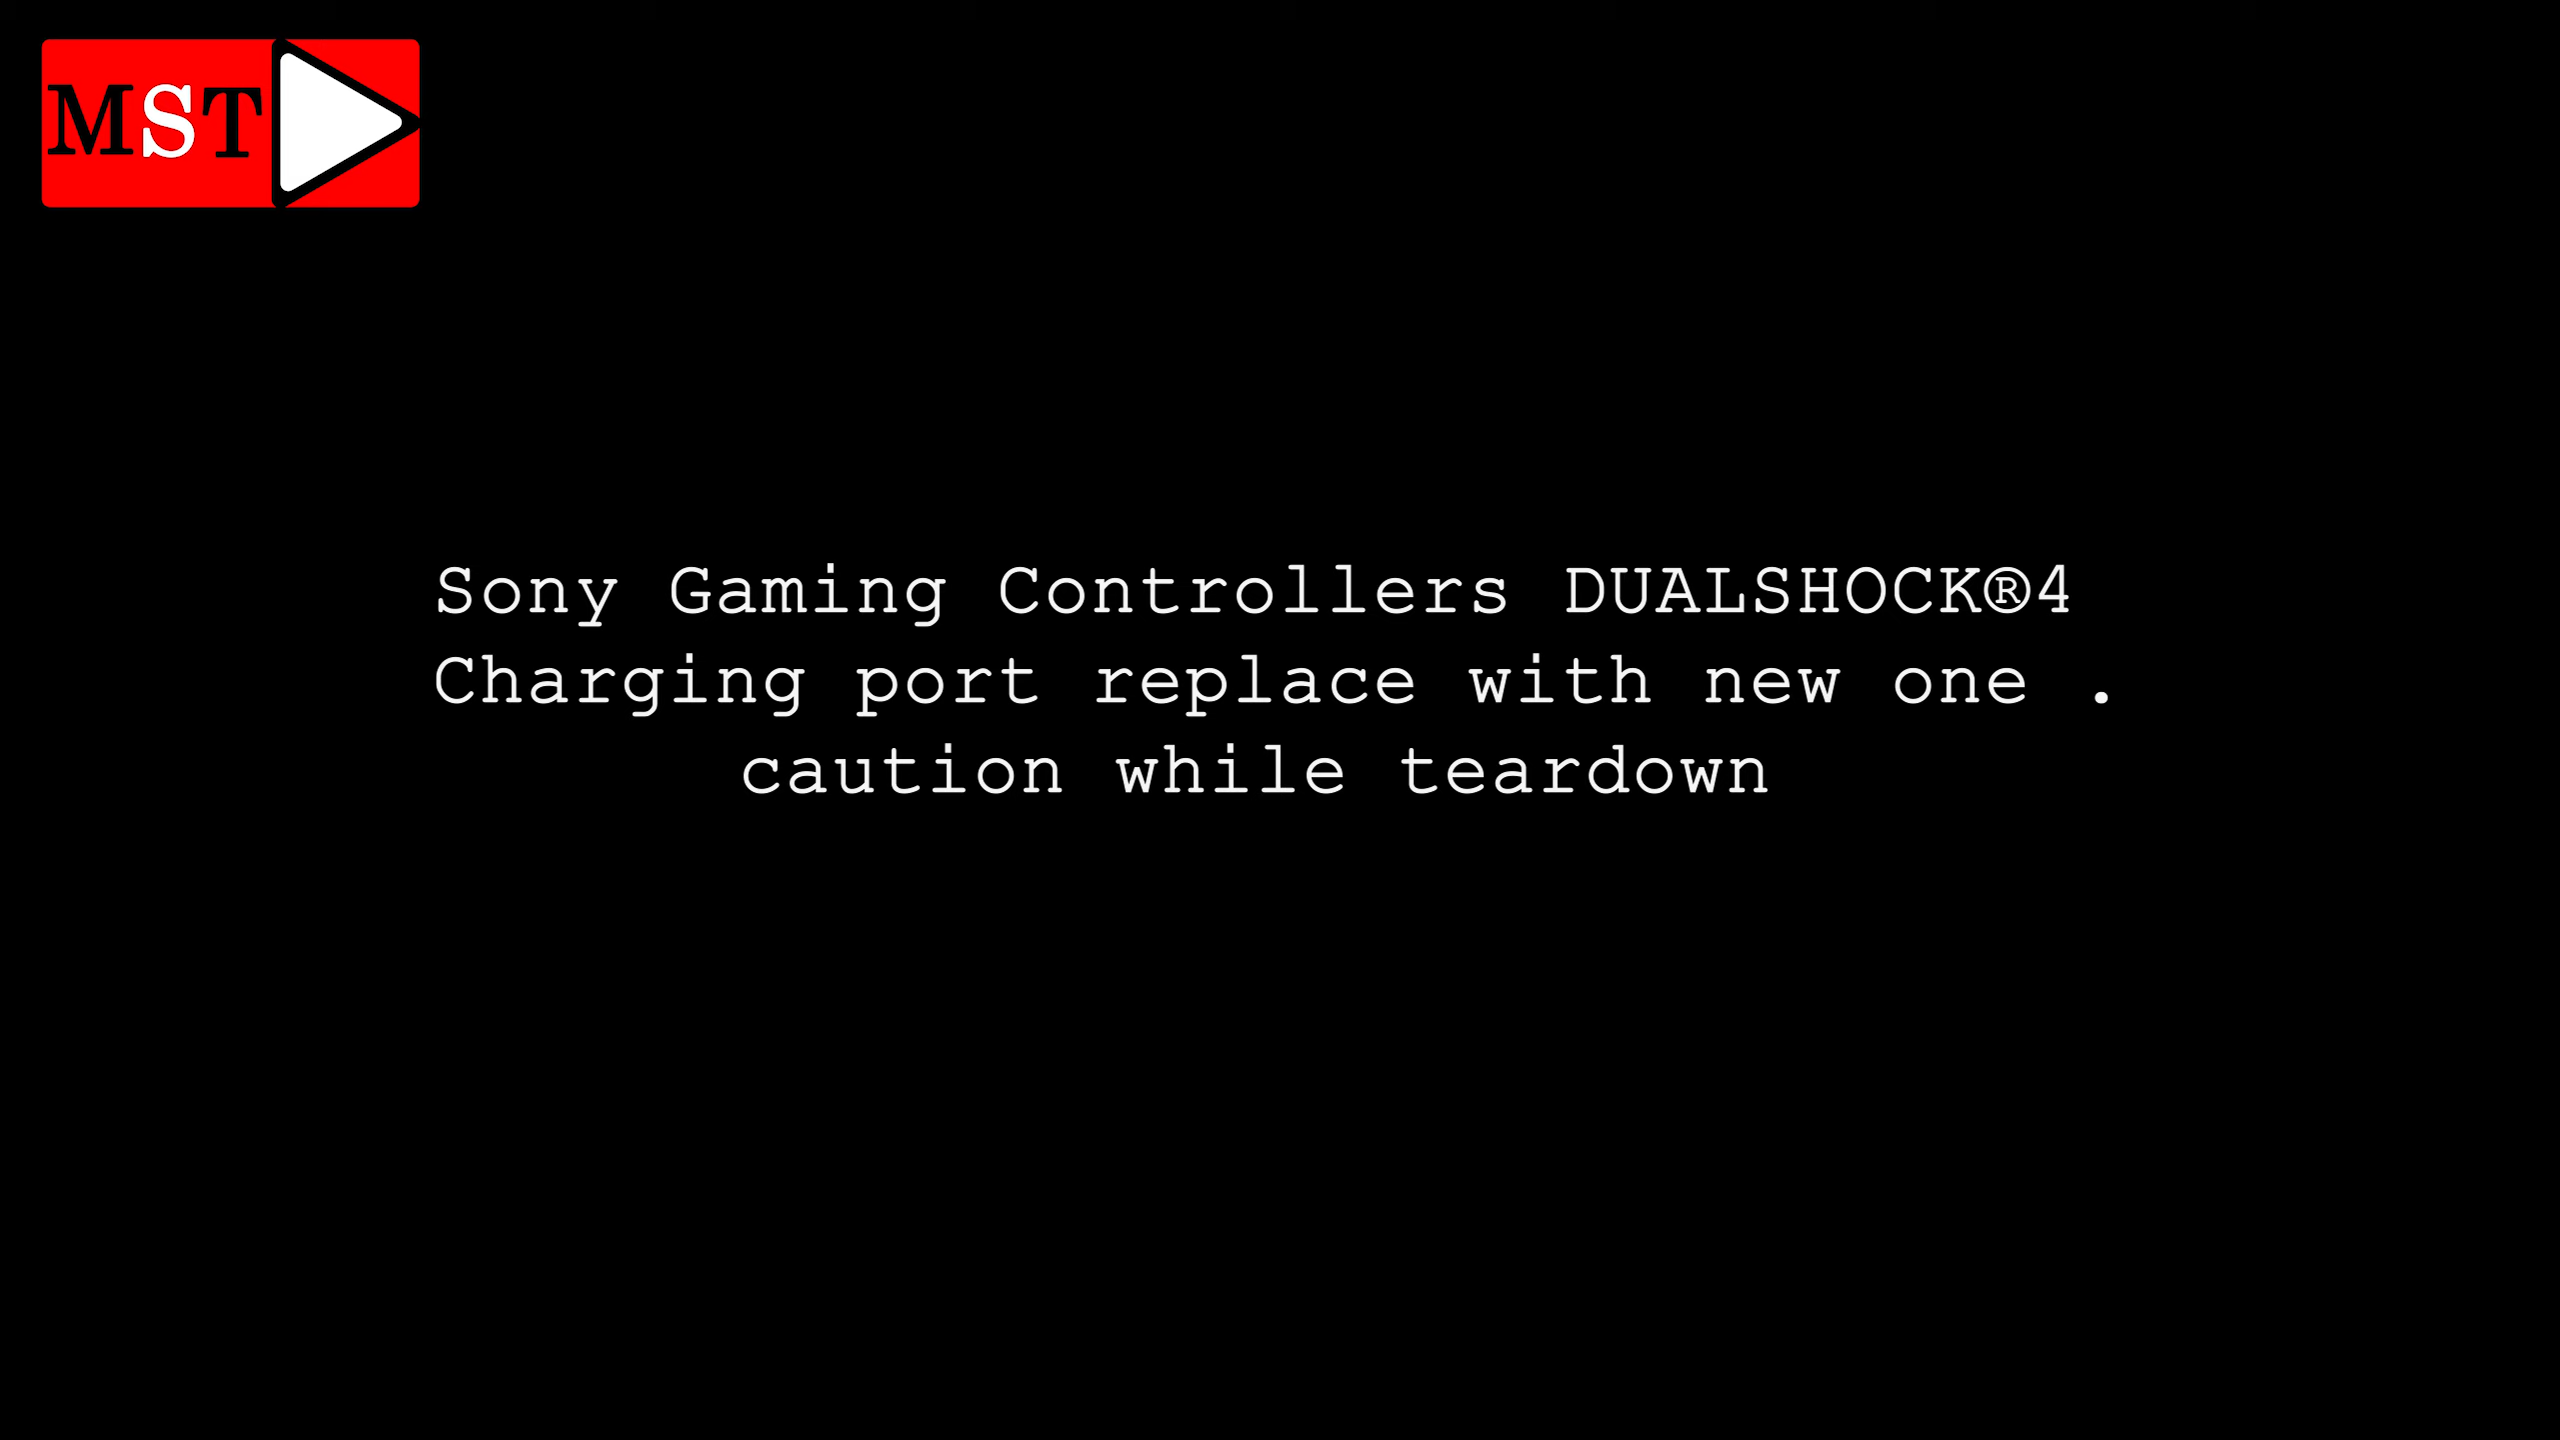 MST
Sony Gaming Controllers DUALSHOCK®4
Charging port replace with new one .
caution while teardown